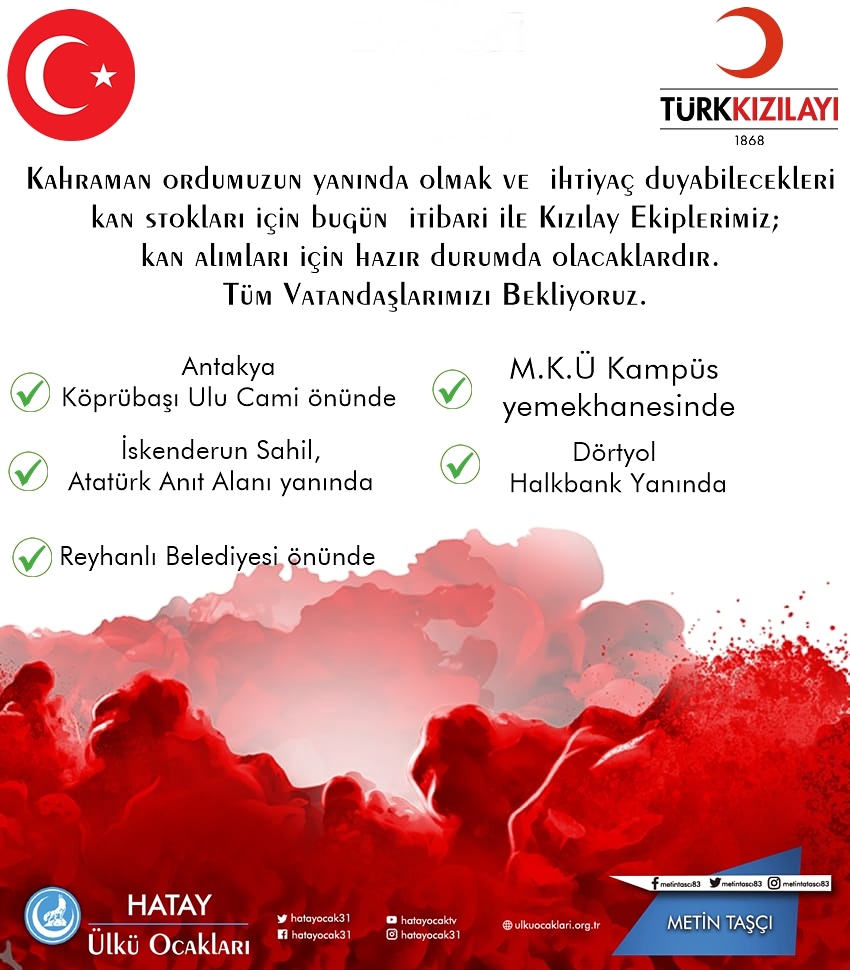 TÜRKKIZILAYI
1868
Kahraman ordumuzun yanında olmak ve ihtiyaç duyabilecekleri
kan stokları için bugün itibari ile Kızılay Ekiplerimiz;
kan alımları için hazır durumda olacaklardır.
Tüm Vatandaşlarımızı Bekliyoruz.
Antakya
Köprübaşı Ulu Cami önünde
M.K.Ü Kampüs
yemekhanesinde
İskenderun Sahil,
Atatürk Anıt Alanı yanında
Dörtyol
Halkbank Yanında
Reyhanlı Belediyesi önünde
HATAY
Ülkü Ocakları
hatayocak31
hatayocak31
hatayocaktv
hatayocak31
ulkuocaklari.org.tr
metintasci83
metintasci83
metintatasci83
METİN TAŞÇI